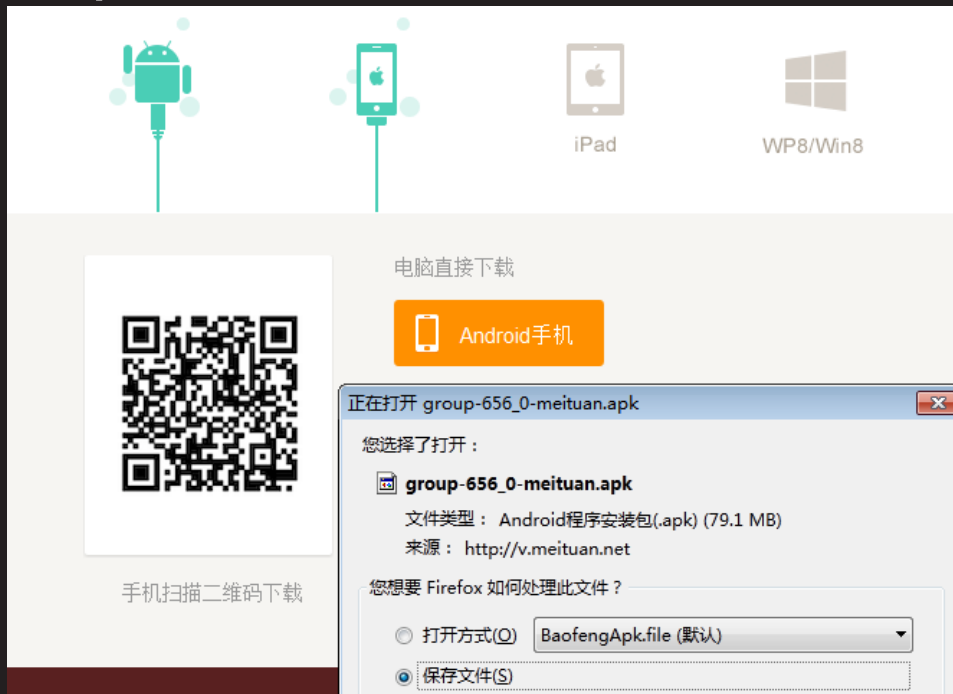 iPad
WP8/Win8
电脑直接下载
Android手机
手机扫描二维码下载
正在打开 group-656_0-meituan.apk
您选择了打开：
group-656_0-meituan.apk
文件类型： Android程序安装包(.apk) (79.1 MB)
来源： http://v.meituan.net
您想要 Firefox 如何处理此文件？
打开方式(O) BaofengApk.file (默认)
保存文件(S)